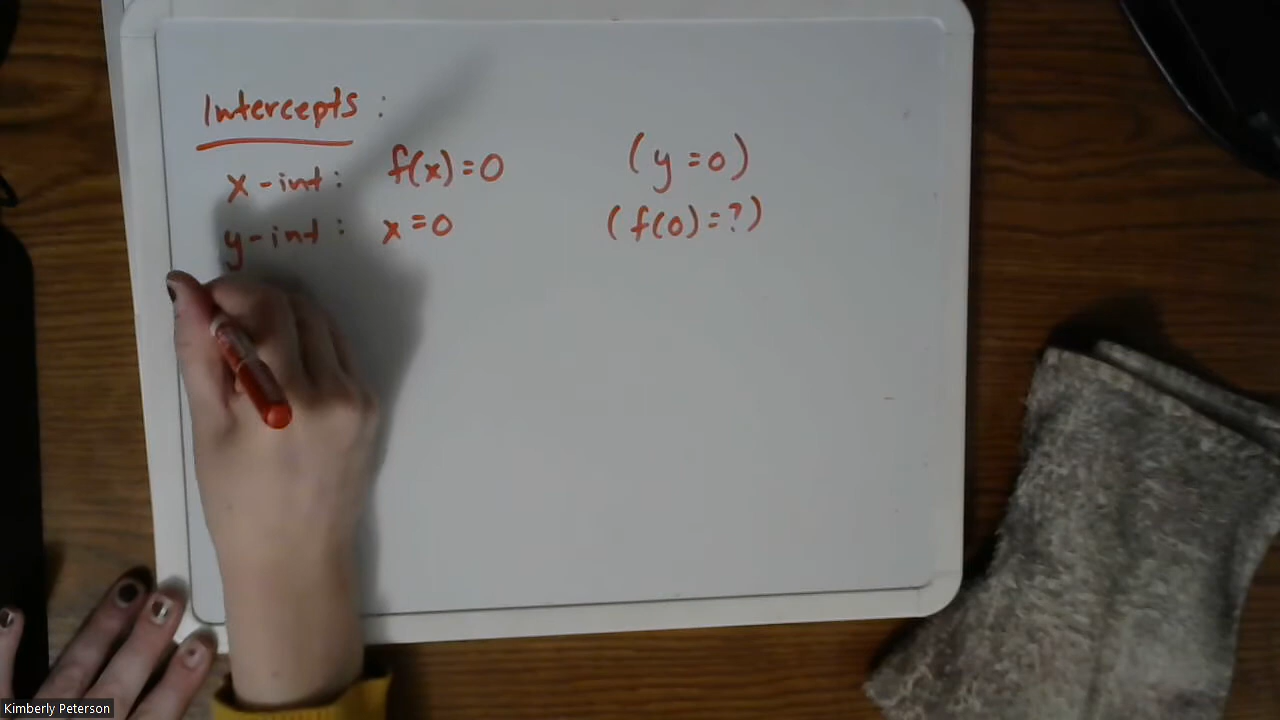 Intercepts :
x-int: f(x)=0 (y=0)
y-int: x=0 (f(0)=?)
Kimberly Peterson